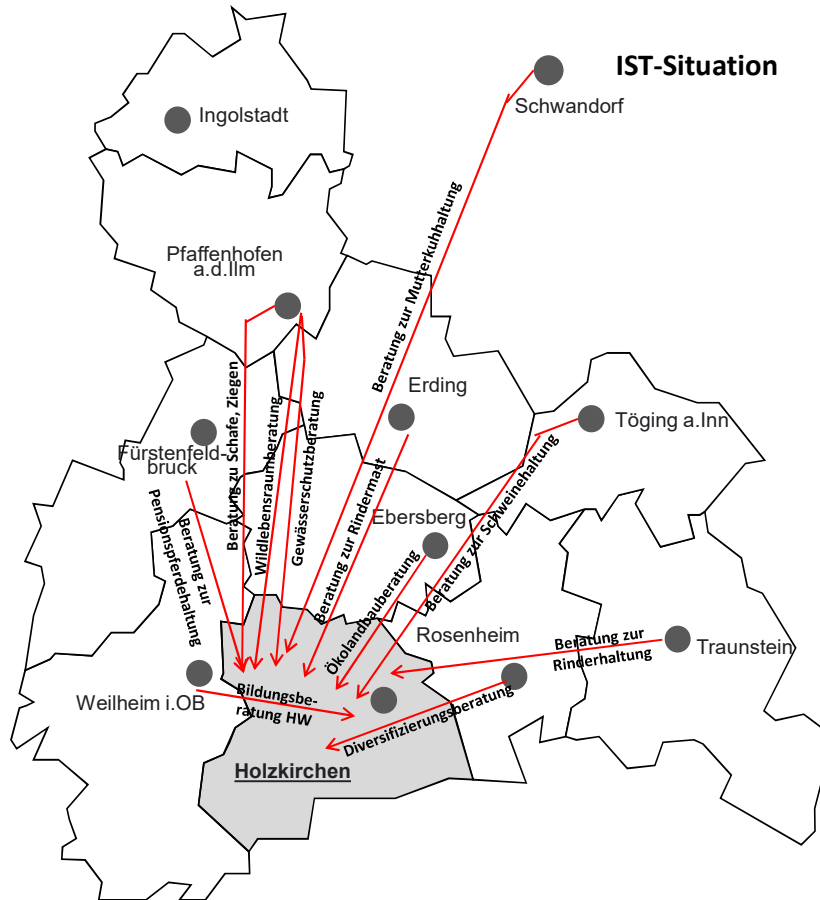 IST-Situation
Schwandorf
Ingolstadt
Pfaffenhofen
a.d.Ilm
Beratung zur Mutterkuhhaltung
Erding
Töging a.Inn
Fürstenfeld-
bruck
Beratung zu Schafe, Ziegen
Wildlebensraumberatung
Gewässerschutzberatung
Beratung zur Rindermast
Ebersberg
Beratung zur Schweinehaltung
Beratung zur
Pensionspferdehaltung
Ökolandbauberatung
Rosenheim
Beratung zur
Rinderhaltung
Traunstein
Weilheim i.OB
Bildungsbe-
ratung HW
Diversifizierungsberatung
Holzkirchen